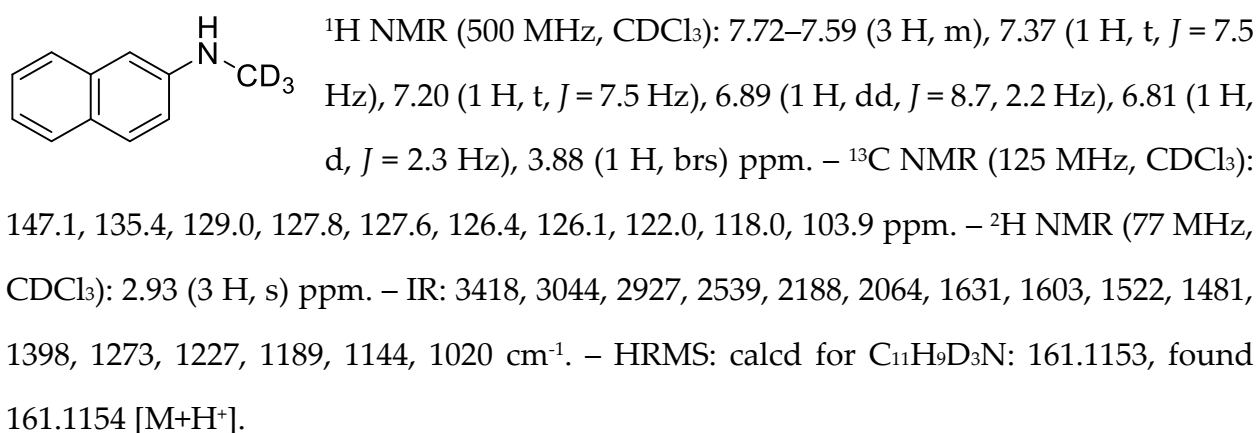 H
N
CD₃
¹H NMR (500 MHz, CDCl₃): 7.72–7.59 (3 H, m), 7.37 (1 H, t, J = 7.5
Hz), 7.20 (1 H, t, J = 7.5 Hz), 6.89 (1 H, dd, J = 8.7, 2.2 Hz), 6.81 (1 H,
d, J = 2.3 Hz), 3.88 (1 H, brs) ppm. – ¹³C NMR (125 MHz, CDCl₃):
147.1, 135.4, 129.0, 127.8, 127.6, 126.4, 126.1, 122.0, 118.0, 103.9 ppm. – ²H NMR (77 MHz,
CDCl₃): 2.93 (3 H, s) ppm. – IR: 3418, 3044, 2927, 2539, 2188, 2064, 1631, 1603, 1522, 1481,
1398, 1273, 1227, 1189, 1144, 1020 cm⁻¹. – HRMS: calcd for C₁₁H₉D₃N: 161.1153, found
161.1154 [M+H⁺].